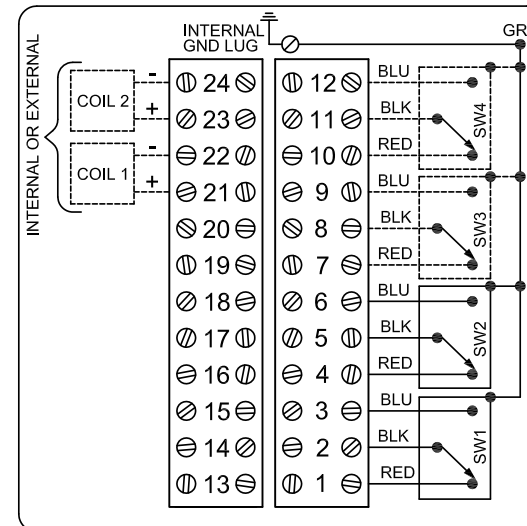 INTERNAL
GND LUG
GR
INTERNAL OR EXTERNAL
COIL 2
-
+
COIL 1
-
+
24
23
22
21
20
19
18
17
16
15
14
13
12
11
10
9
8
7
6
5
4
3
2
1
BLU
BLK
RED
SW4
BLU
BLK
RED
SW3
BLU
BLK
RED
SW2
BLU
BLK
RED
SW1